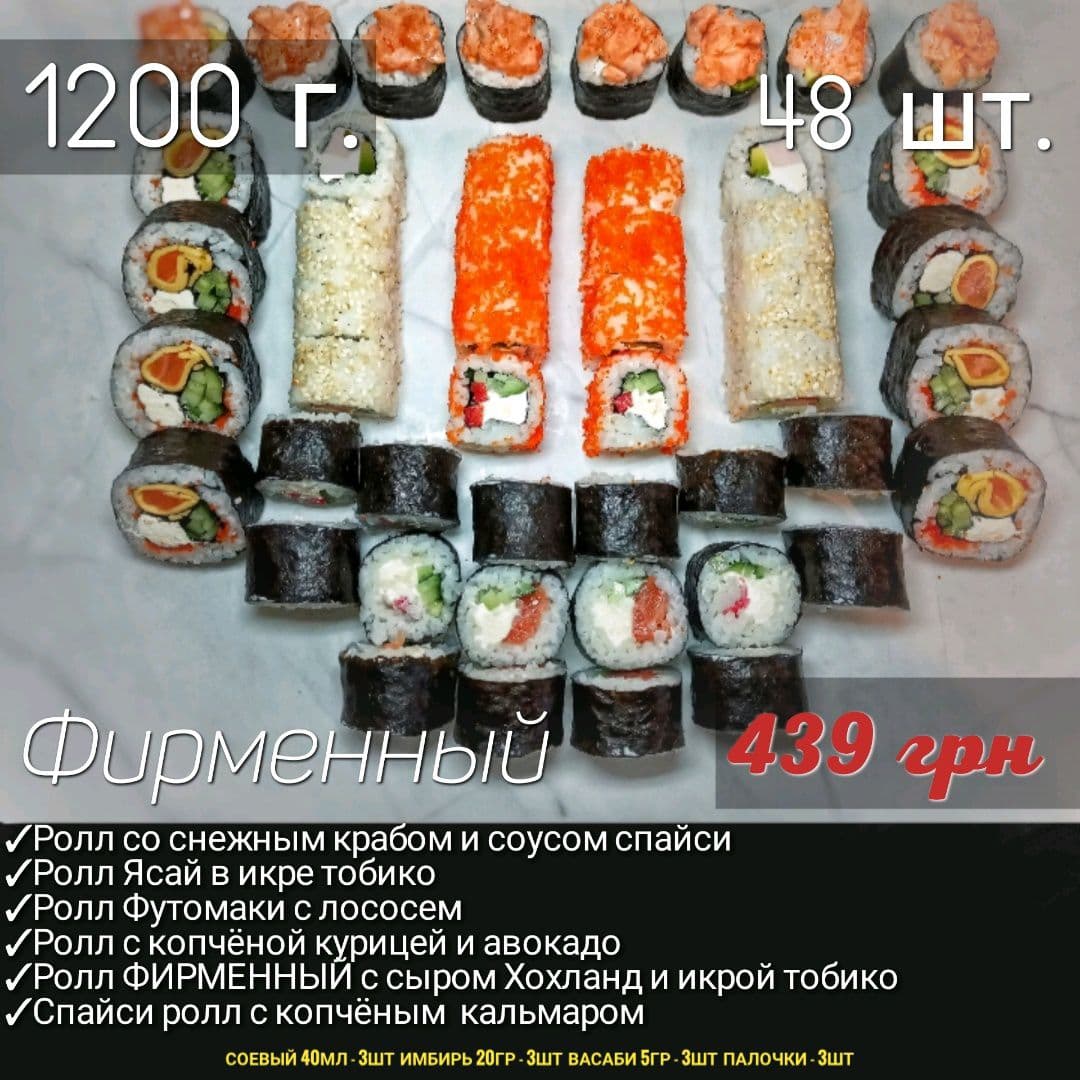 1200 г.
48 шт.
Фирменный
439 грн
✓Ролл со снежным крабом и соусом спайси
✓Ролл Ясай в икре тобико
✓Ролл Футомаки с лососем
✓Ролл с копчёной курицей и авокадо
✓Ролл ФИРМЕННЫЙ с сыром Хохланд и икрой тобико
✓Спайси ролл с копчёным кальмаром
СОЕВЫЙ 40МЛ - 3ШТ ИМБИРЬ 20ГР - 3ШТ ВАСАБИ 5ГР - 3ШТ ПАЛОЧКИ - 3ШТ